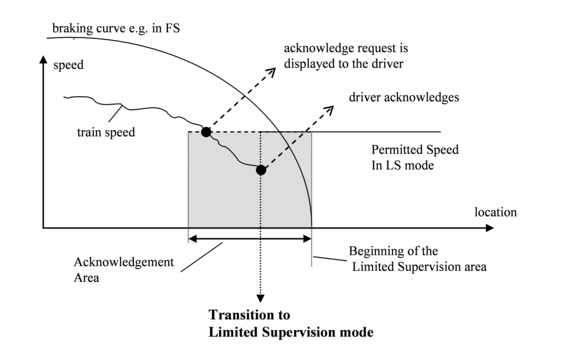 braking curve e.g. in FS
speed
acknowledge request is
displayed to the driver
driver acknowledges
train speed
Permitted Speed
In LS mode
location
Acknowledgement
Area
Beginning of the
Limited Supervision area
Transition to
Limited Supervision mode